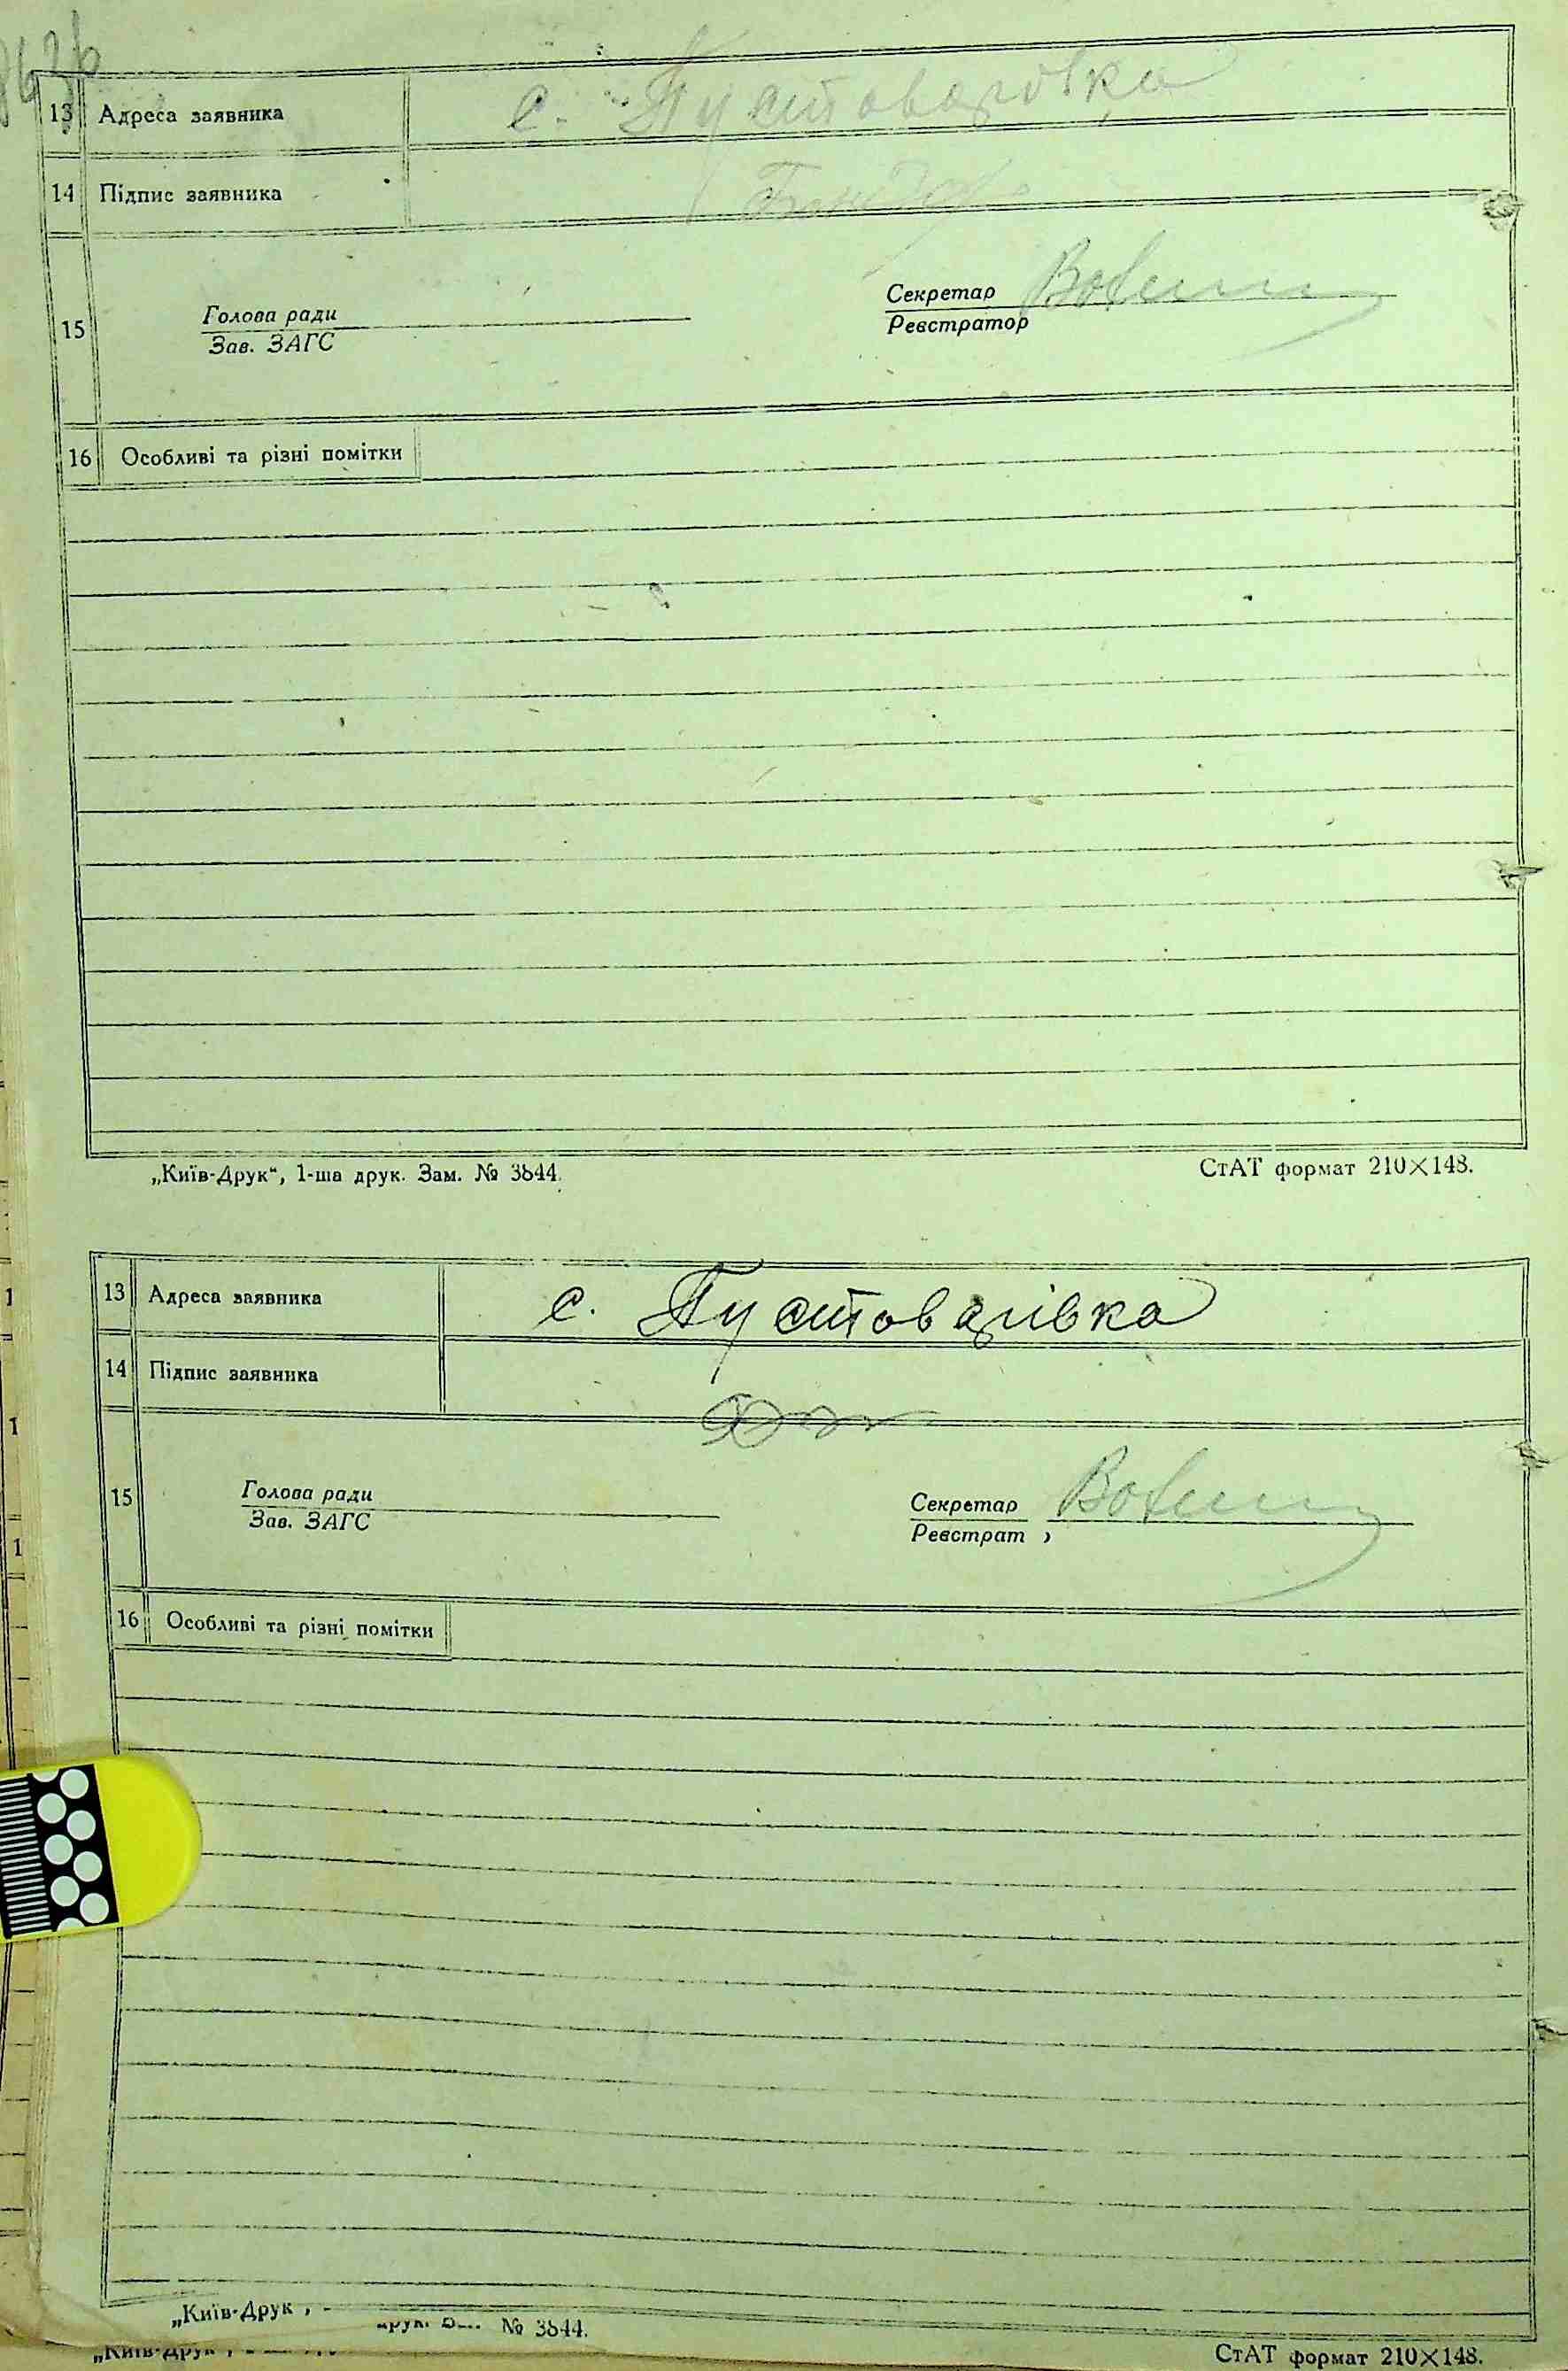 13 Адреса заявника с. Пустоварівка
14 Підпис заявника
Голова ради Секретар
15
Зав. ЗАГС Реєстратор
16 Особливі та різні помітки
„Київ-Друк“, 1-ша друк. Зам. № 3844. СтАТ формат 210×148.
13 Адреса заявника с. Пустоварівка
14 Підпис заявника
Голова ради Секретар
15
Зав. ЗАГС Реєстрат
16 Особливі та різні помітки
„Київ-Друк № 3844.
СтАТ формат 210×148.